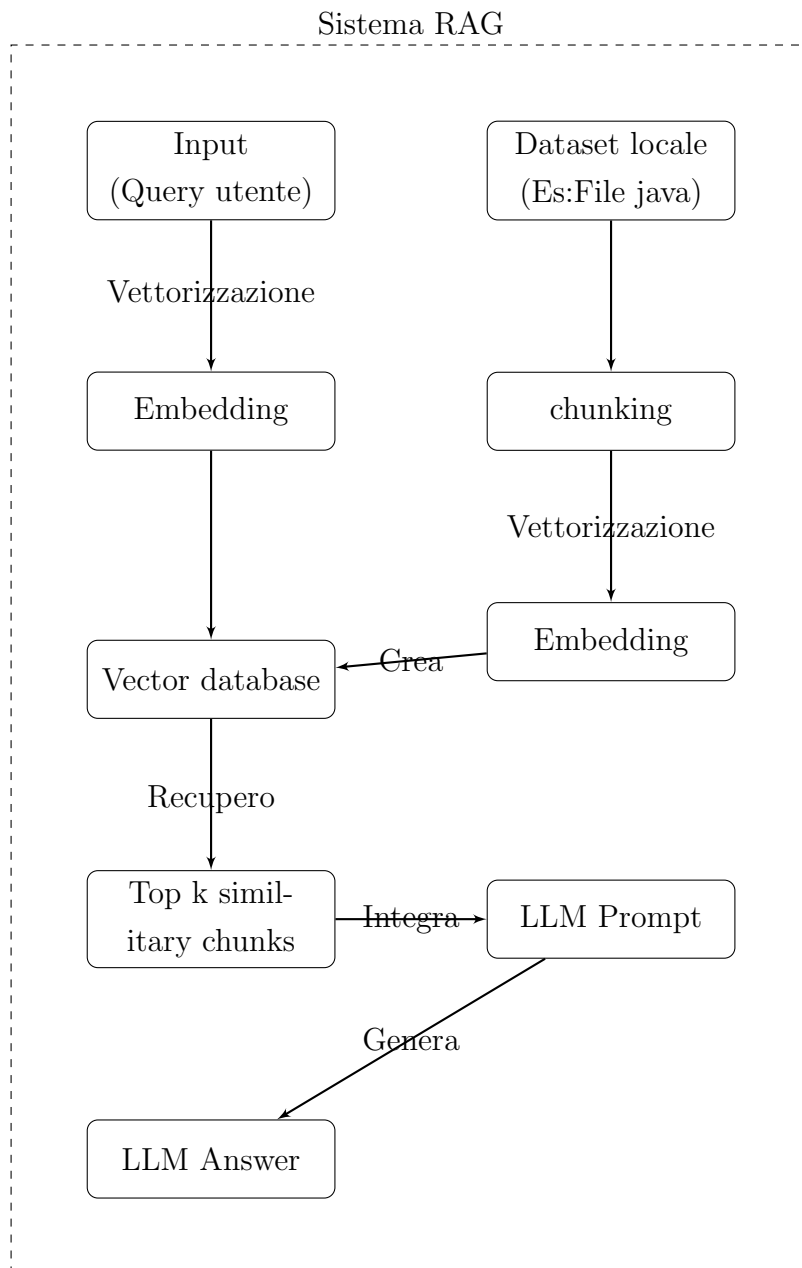 Sistema RAG
Input
(Query utente)
Dataset locale
(Es:File java)
Vettorizzazione
Embedding
chunking
Vettorizzazione
Embedding
Crea
Vector database
Recupero
Top k simil-
itary chunks
Integra
LLM Prompt
Genera
LLM Answer